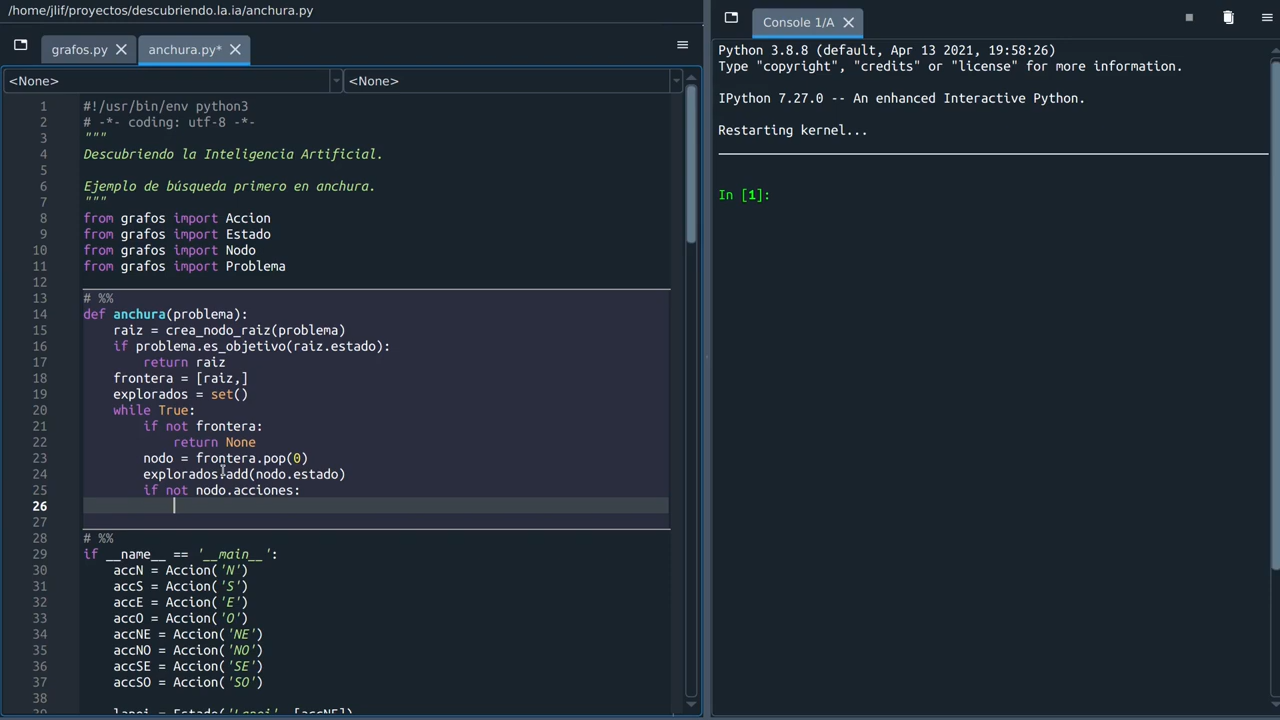 /home/jlif/proyectos/descubriendo.la.ia/anchura.py
grafos.py
anchura.py*
<None>
<None>
1 #!/usr/bin/env python3
2 # -*- coding: utf-8 -*-
3 """
4 Descubriendo la Inteligencia Artificial.
5
6 Ejemplo de búsqueda primero en anchura.
7 """
8 from grafos import Accion
9 from grafos import Estado
10 from grafos import Nodo
11 from grafos import Problema
12
13 # %%
14 def anchura(problema):
15 raiz = crea_nodo_raiz(problema)
16 if problema.es_objetivo(raiz.estado):
17 return raiz
18 frontera = [raiz,]
19 explorados = set()
20 while True:
21 if not frontera:
22 return None
23 nodo = frontera.pop(0)
24 explorados.add(nodo.estado)
25 if not nodo.acciones:
26
27
28 # %%
29 if __name__ == '__main__':
30 accN = Accion('N')
31 accS = Accion('S')
32 accE = Accion('E')
33 accO = Accion('O')
34 accNE = Accion('NE')
35 accNO = Accion('NO')
36 accSE = Accion('SE')
37 accSO = Accion('SO')
38
Console 1/A
Python 3.8.8 (default, Apr 13 2021, 19:58:26)
Type "copyright", "credits" or "license" for more information.
IPython 7.27.0 -- An enhanced Interactive Python.
Restarting kernel...
In [1]: